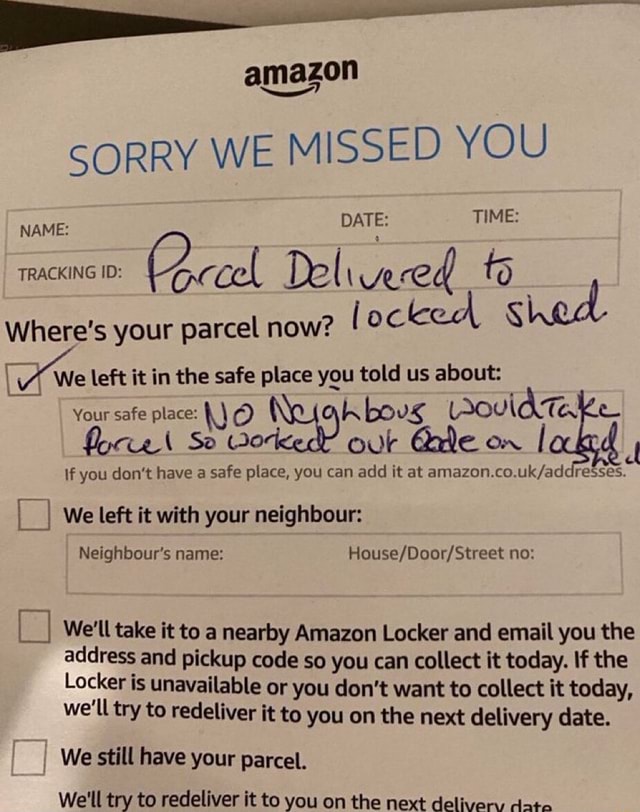 amazon
SORRY WE MISSED YOU
NAME: DATE: TIME:
TRACKING ID: Parcel Delivered to
Where's your parcel now? locked shed
We left it in the safe place you told us about:
Your safe place: NO Neighbours would Take
Parcel so worked out Code on locked
shed
If you don't have a safe place, you can add it at amazon.co.uk/addresses.
We left it with your neighbour:
Neighbour's name: House/Door/Street no:
We'll take it to a nearby Amazon Locker and email you the
address and pickup code so you can collect it today. If the
Locker is unavailable or you don't want to collect it today,
we'll try to redeliver it to you on the next delivery date.
We still have your parcel.
We'll try to redeliver it to you on the next delivery date